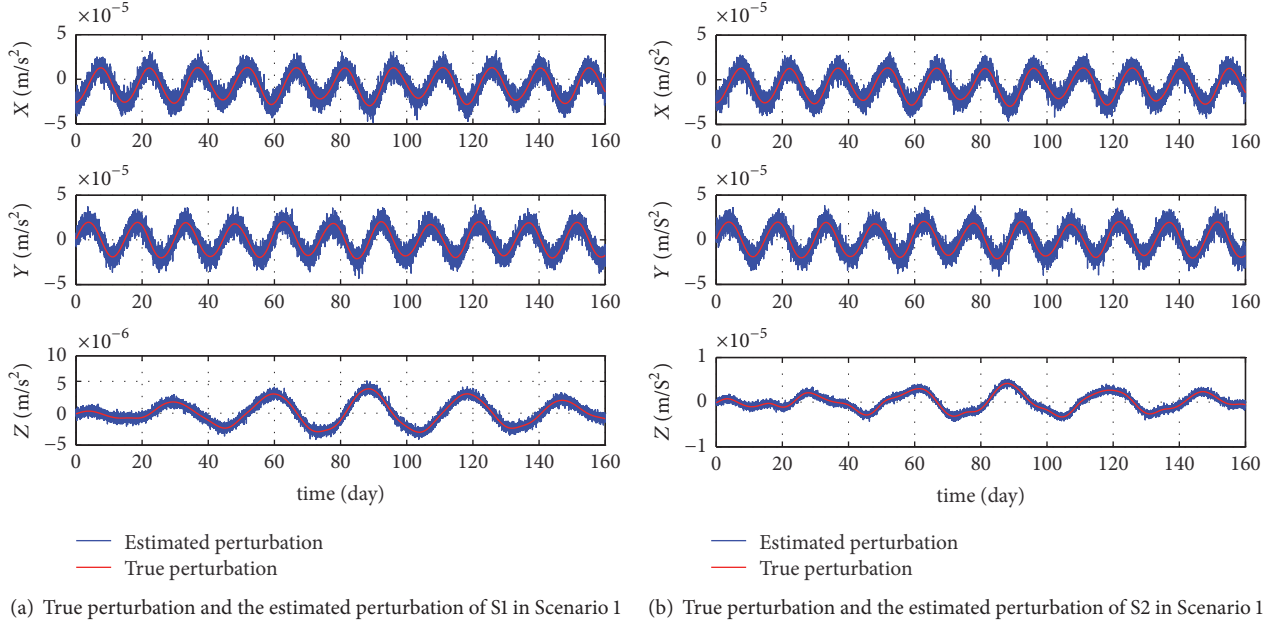 ×10−5
5
0
−5
X (m/s2)
0 20 40 60 80 100 120 140 160
×10−5
5
0
−5
Y (m/s2)
0 20 40 60 80 100 120 140 160
×10−6
10
5
0
−5
Z (m/s2)
0 20 40 60 80 100 120 140 160
time (day)
Estimated perturbation
True perturbation
(a) True perturbation and the estimated perturbation of S1 in Scenario 1
×10−5
5
0
−5
X (m/S2)
0 20 40 60 80 100 120 140 160
×10−5
5
0
−5
Y (m/S2)
0 20 40 60 80 100 120 140 160
×10−5
1
0
−1
Z (m/S2)
0 20 40 60 80 100 120 140 160
time (day)
Estimated perturbation
True perturbation
(b) True perturbation and the estimated perturbation of S2 in Scenario 1